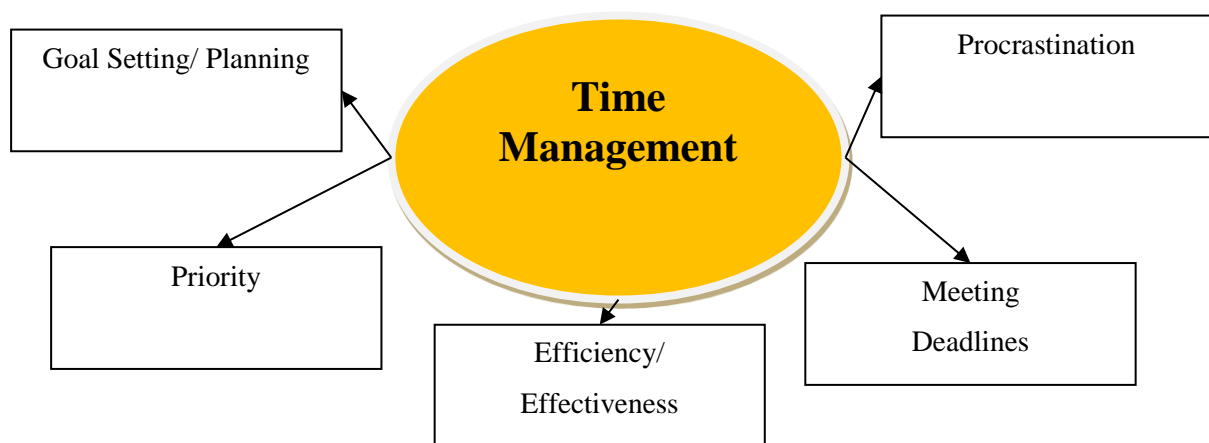 Goal Setting/ Planning
Time
Management
Procrastination
Priority
Efficiency/
Effectiveness
Meeting
Deadlines